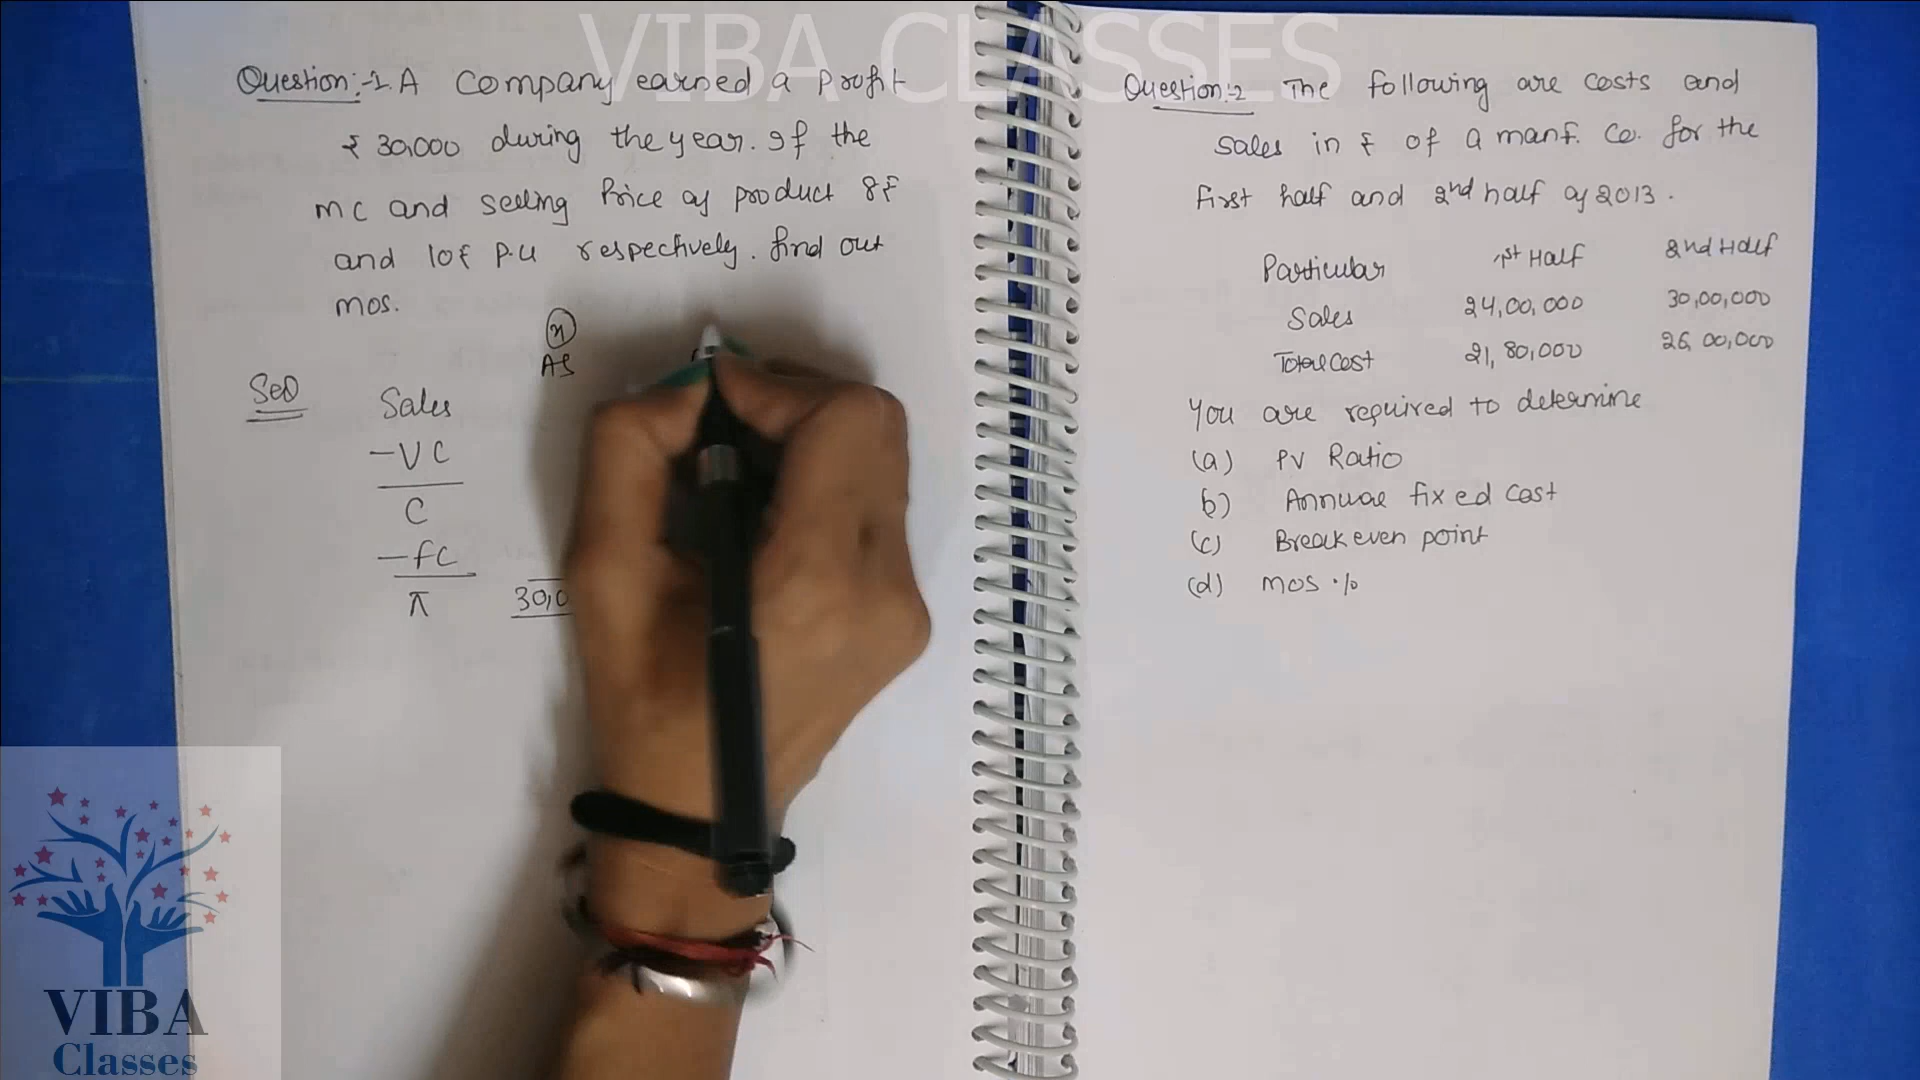 VIBA CLASSES
Question:-1. A Company earned a Profit
₹ 30,000 during the year. If the
mc and selling Price of product 8₹
and 10₹ P.U respectively. find out
mos.
n
AS
Sol
Sales
-VC
C
-fC
π 30,0
Question:-2 The following are costs and
sales in ₹ of a manf. Co. for the
first half and 2nd half of 2013.
Particular 1st Half 2nd Half
Sales 24,00,000 30,00,000
Total Cost 21,80,000 26,00,000
You are required to determine
(a) PV Ratio
b) Annual fixed Cost
(c) Break even point
(d) mos %
VIBA
Classes